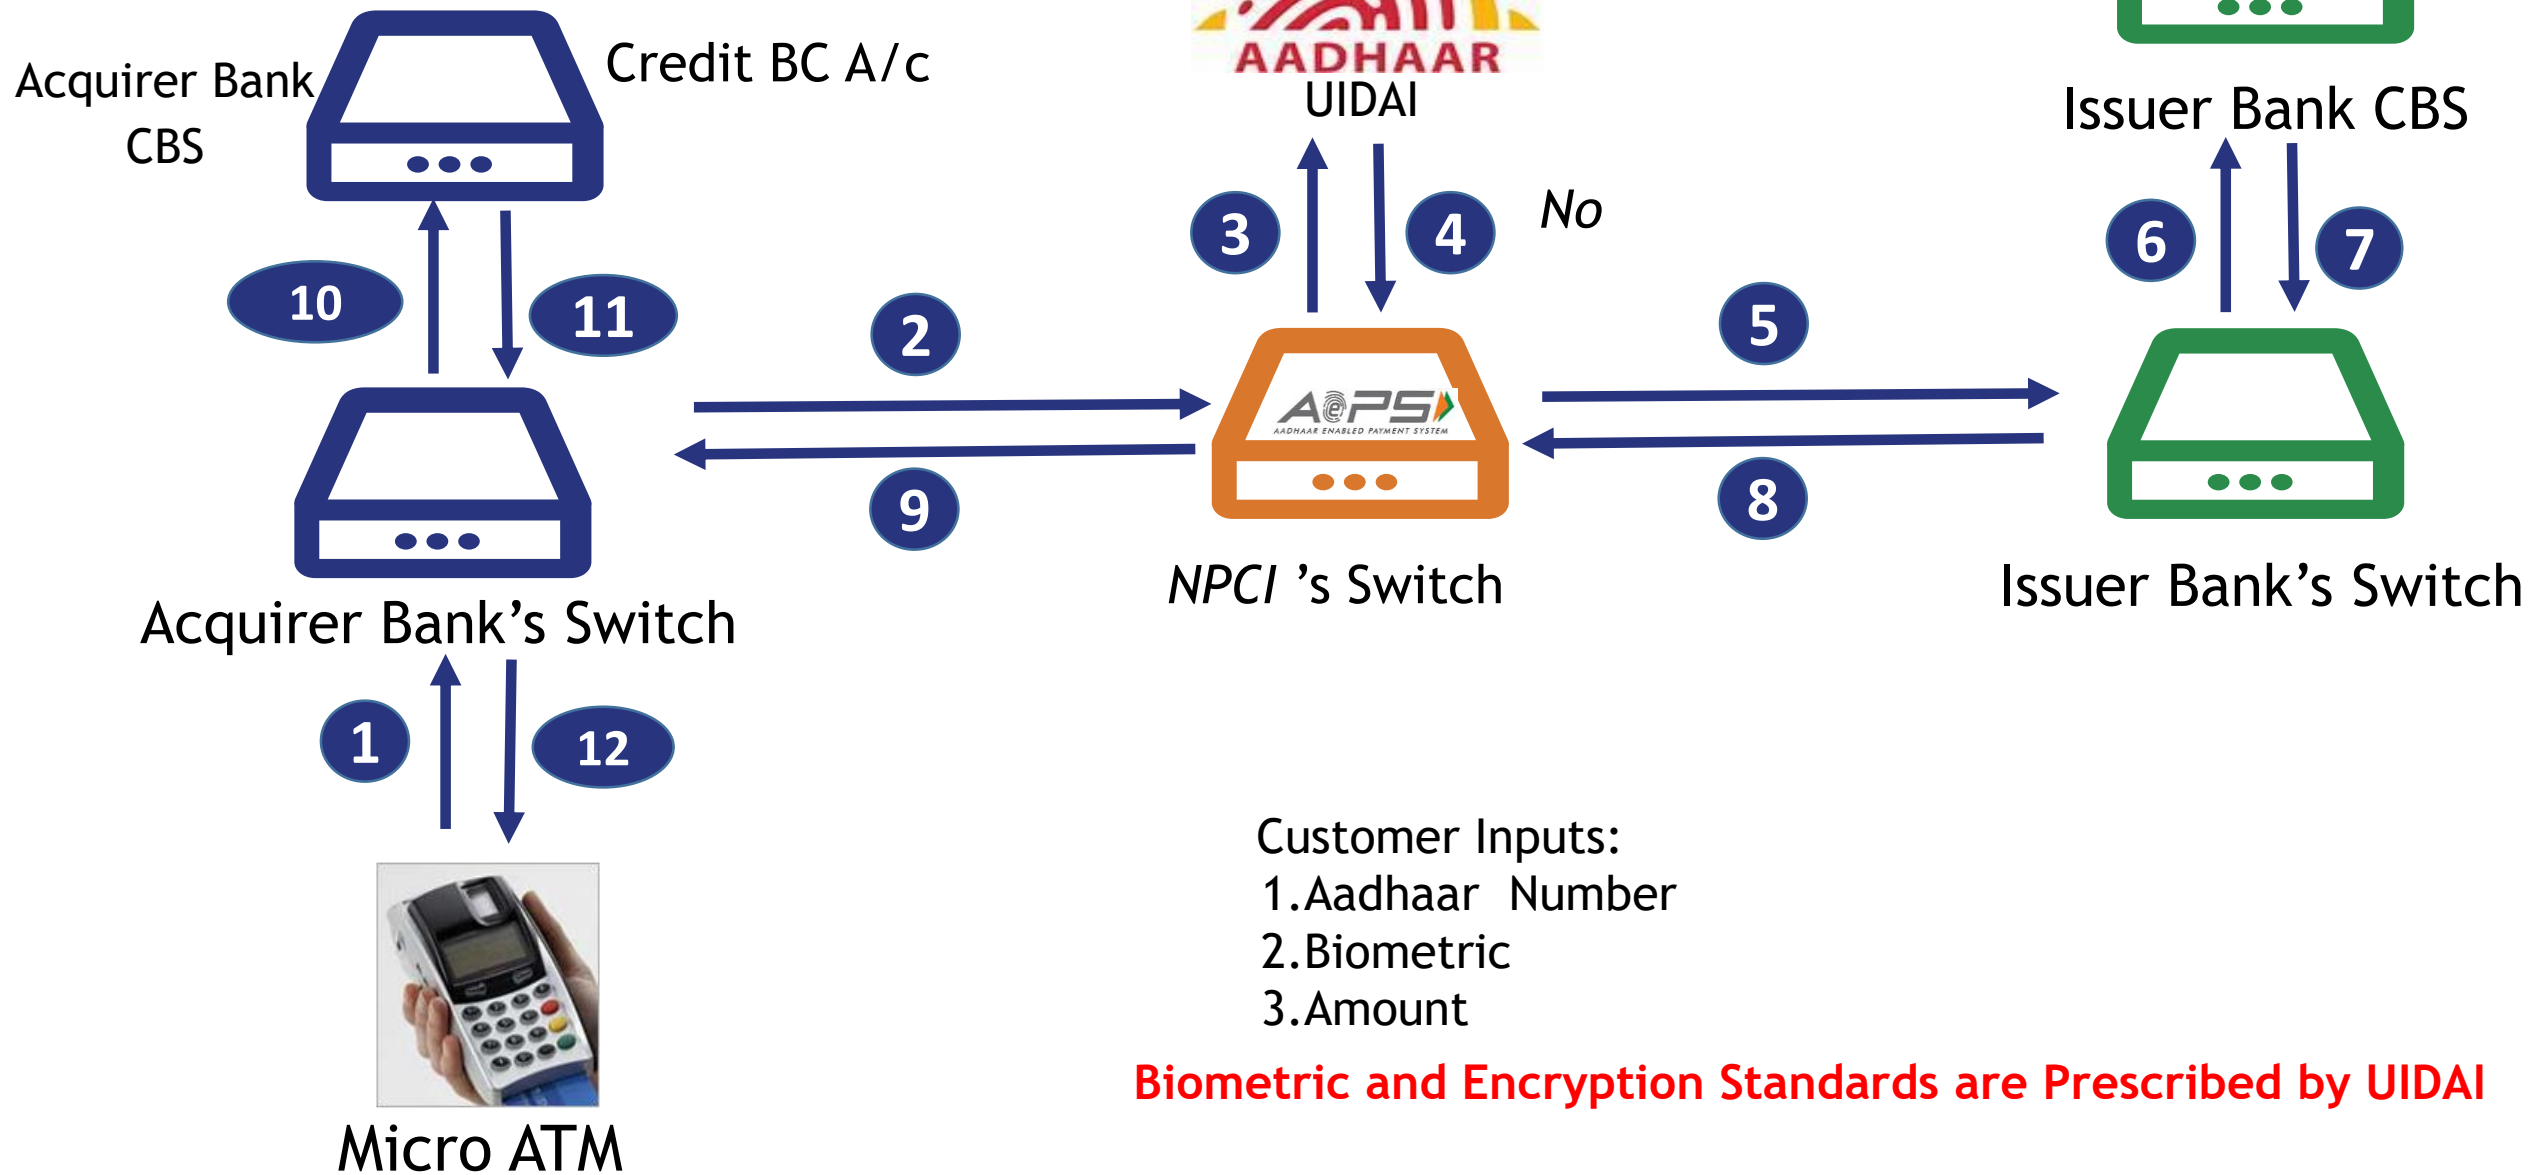 Acquirer Bank
CBS
Credit BC A/c
AADHAAR
UIDAI
Issuer Bank CBS
3
4
No
6
7
10
11
2
5
AePS
AADHAAR ENABLED PAYMENT SYSTEM
9
8
NPCI ’s Switch
Issuer Bank’s Switch
Acquirer Bank’s Switch
1
12
Customer Inputs:
1.Aadhaar Number
2.Biometric
3.Amount
Biometric and Encryption Standards are Prescribed by UIDAI
Micro ATM